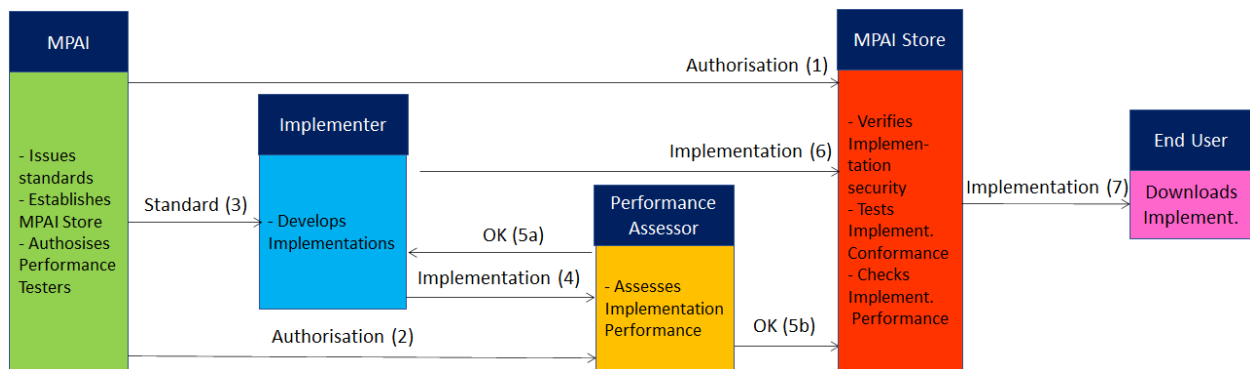 MPAI
- Issues
standards
- Establishes
MPAI Store
- Authosises
Performance
Testers
Authorisation (1)
Standard (3)
Authorisation (2)
Implementer
- Develops
Implementations
Implementation (6)
OK (5a)
Implementation (4)
Performance
Assessor
- Assesses
Implementation
Performance
OK (5b)
MPAI Store
- Verifies
Implemen-
tation
security
- Tests
Implement.
Conformance
- Checks
Implement.
Performance
Implementation (7)
End User
Downloads
Implement.